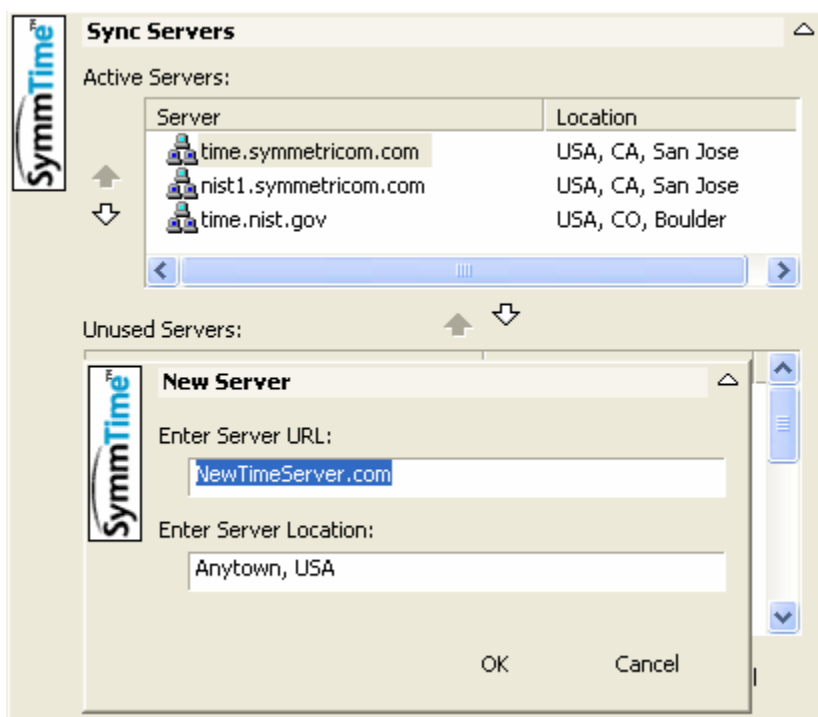 SymmTime™
Sync Servers
Active Servers:
Server Location
time.symmetricom.com USA, CA, San Jose
nist1.symmetricom.com USA, CA, San Jose
time.nist.gov USA, CO, Boulder
Unused Servers:
SymmTime™
New Server
Enter Server URL:
NewTimeServer.com
Enter Server Location:
Anytown, USA
OK Cancel